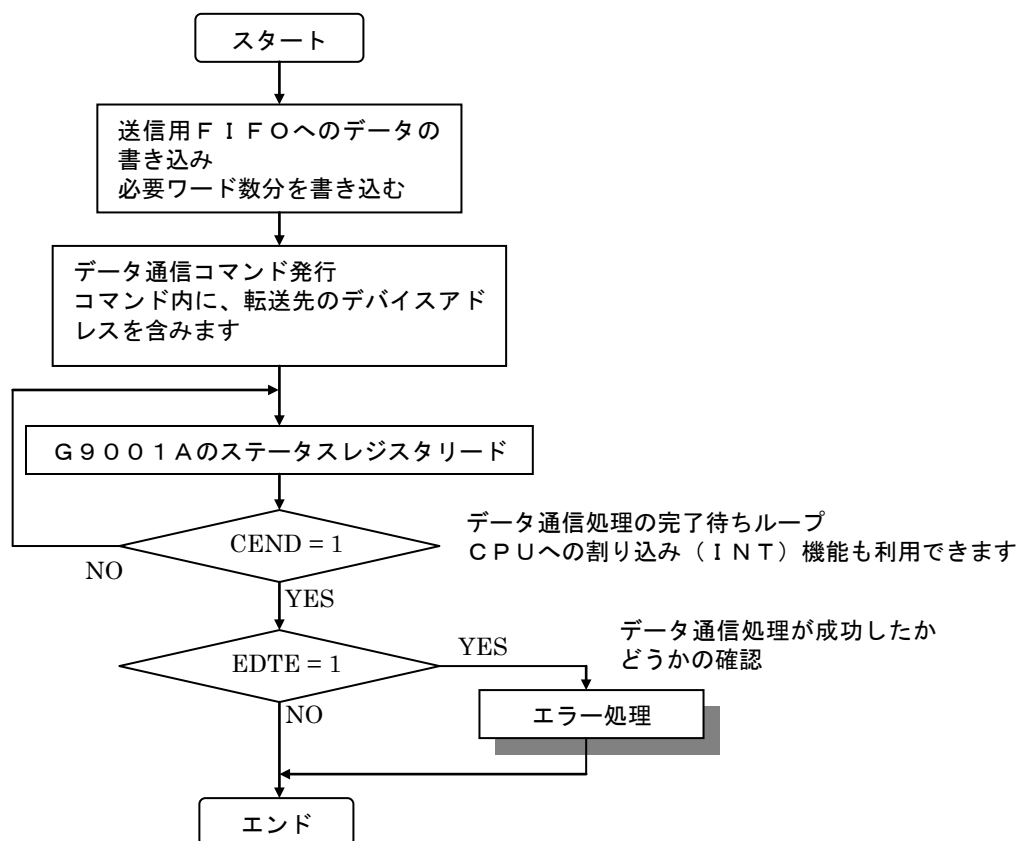 スタート
送信用ＦＩＦＯへのデータの
書き込み
必要ワード数分を書き込む
データ通信コマンド発行
コマンド内に、転送先のデバイスアド
レスを含みます
Ｇ９００１Ａのステータスレジスタリード
CEND = 1
データ通信処理の完了待ちループ
ＣＰＵへの割り込み（ＩＮＴ）機能も利用できます
NO
YES
EDTE = 1
YES
データ通信処理が成功したか
どうかの確認
NO
エラー処理
エンド